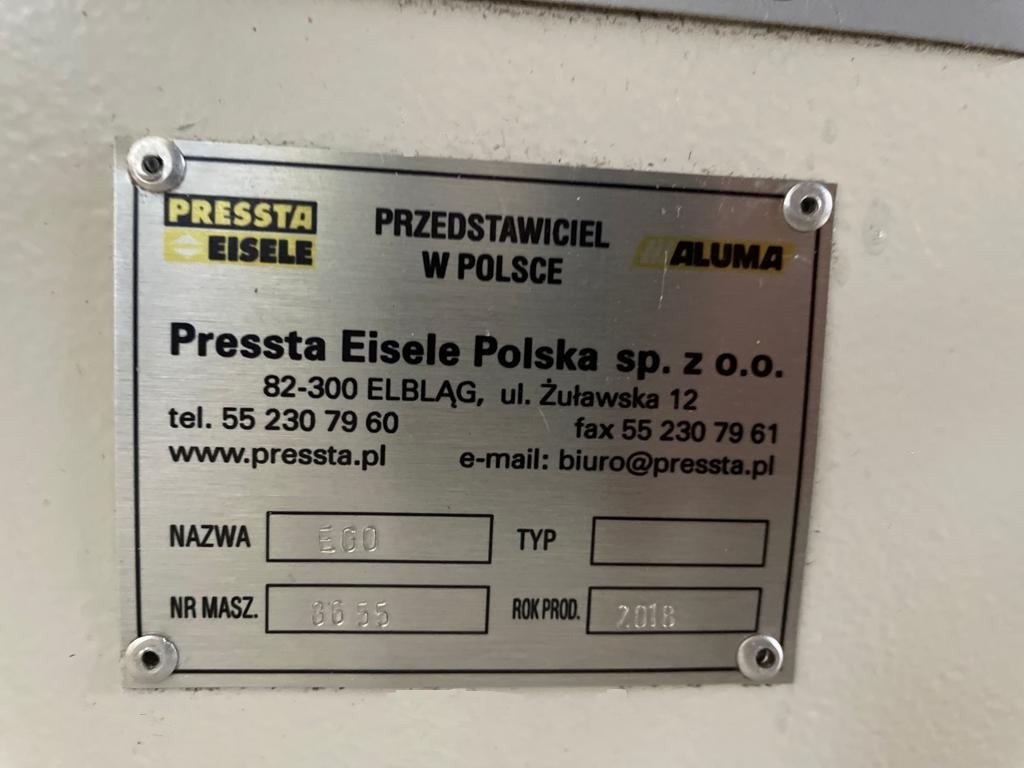 PRESSTA
EISELE
PRZEDSTAWICIEL
W POLSCE
ALUMA
Pressta Eisele Polska sp. z o.o.
82-300 ELBLĄG, ul. Żuławska 12
tel. 55 230 79 60 fax 55 230 79 61
www.pressta.pl e-mail: biuro@pressta.pl
NAZWA EGO TYP
NR MASZ. ROK PROD. 2018